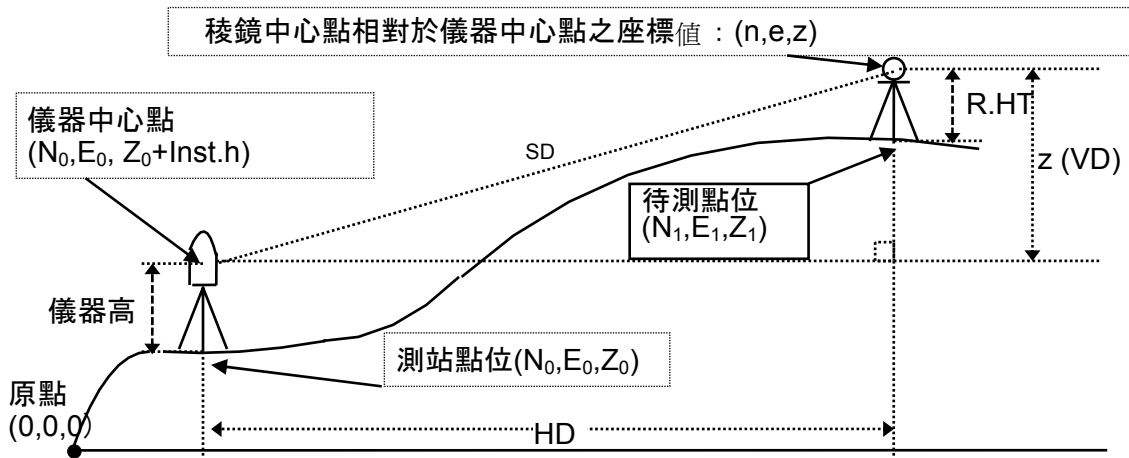 稜鏡中心點相對於儀器中心點之座標值：(n,e,z)
儀器中心點
(N₀,E₀, Z₀+Inst.h)
R.HT
SD
z (VD)
待測點位
(N₁,E₁,Z₁)
儀器高
測站點位(N₀,E₀,Z₀)
原點
(0,0,0)
HD